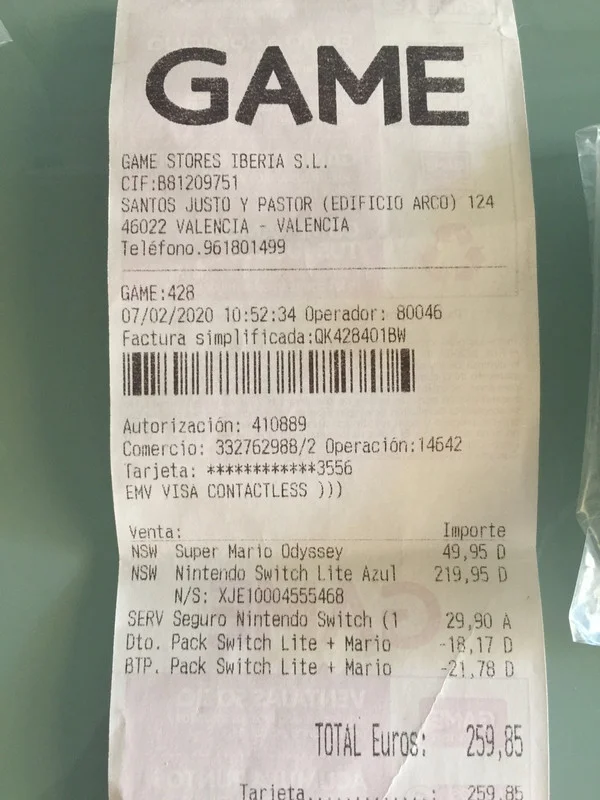 GAME
GAME STORES IBERIA S.L.
CIF:B81209751
SANTOS JUSTO Y PASTOR (EDIFICIO ARCO) 124
46022 VALENCIA - VALENCIA
Teléfono.961801499
GAME:428
07/02/2020 10:52:34 Operador: 80046
Factura simplificada:QK428401BW
Autorización: 410889
Comercio: 332762988/2 Operación:14642
Tarjeta: ************3556
EMV VISA CONTACTLESS )))
Venta: Importe
NSW Super Mario Odyssey 49,95 D
NSW Nintendo Switch Lite Azul 219,95 D
N/S: XJE10004555468
SERV Seguro Nintendo Switch (1 29,90 A
Dto. Pack Switch Lite + Mario -18,17 D
BTP. Pack Switch Lite + Mario -21,78 D
TOTAL Euros: 259,85
Tarjeta............: 259,85